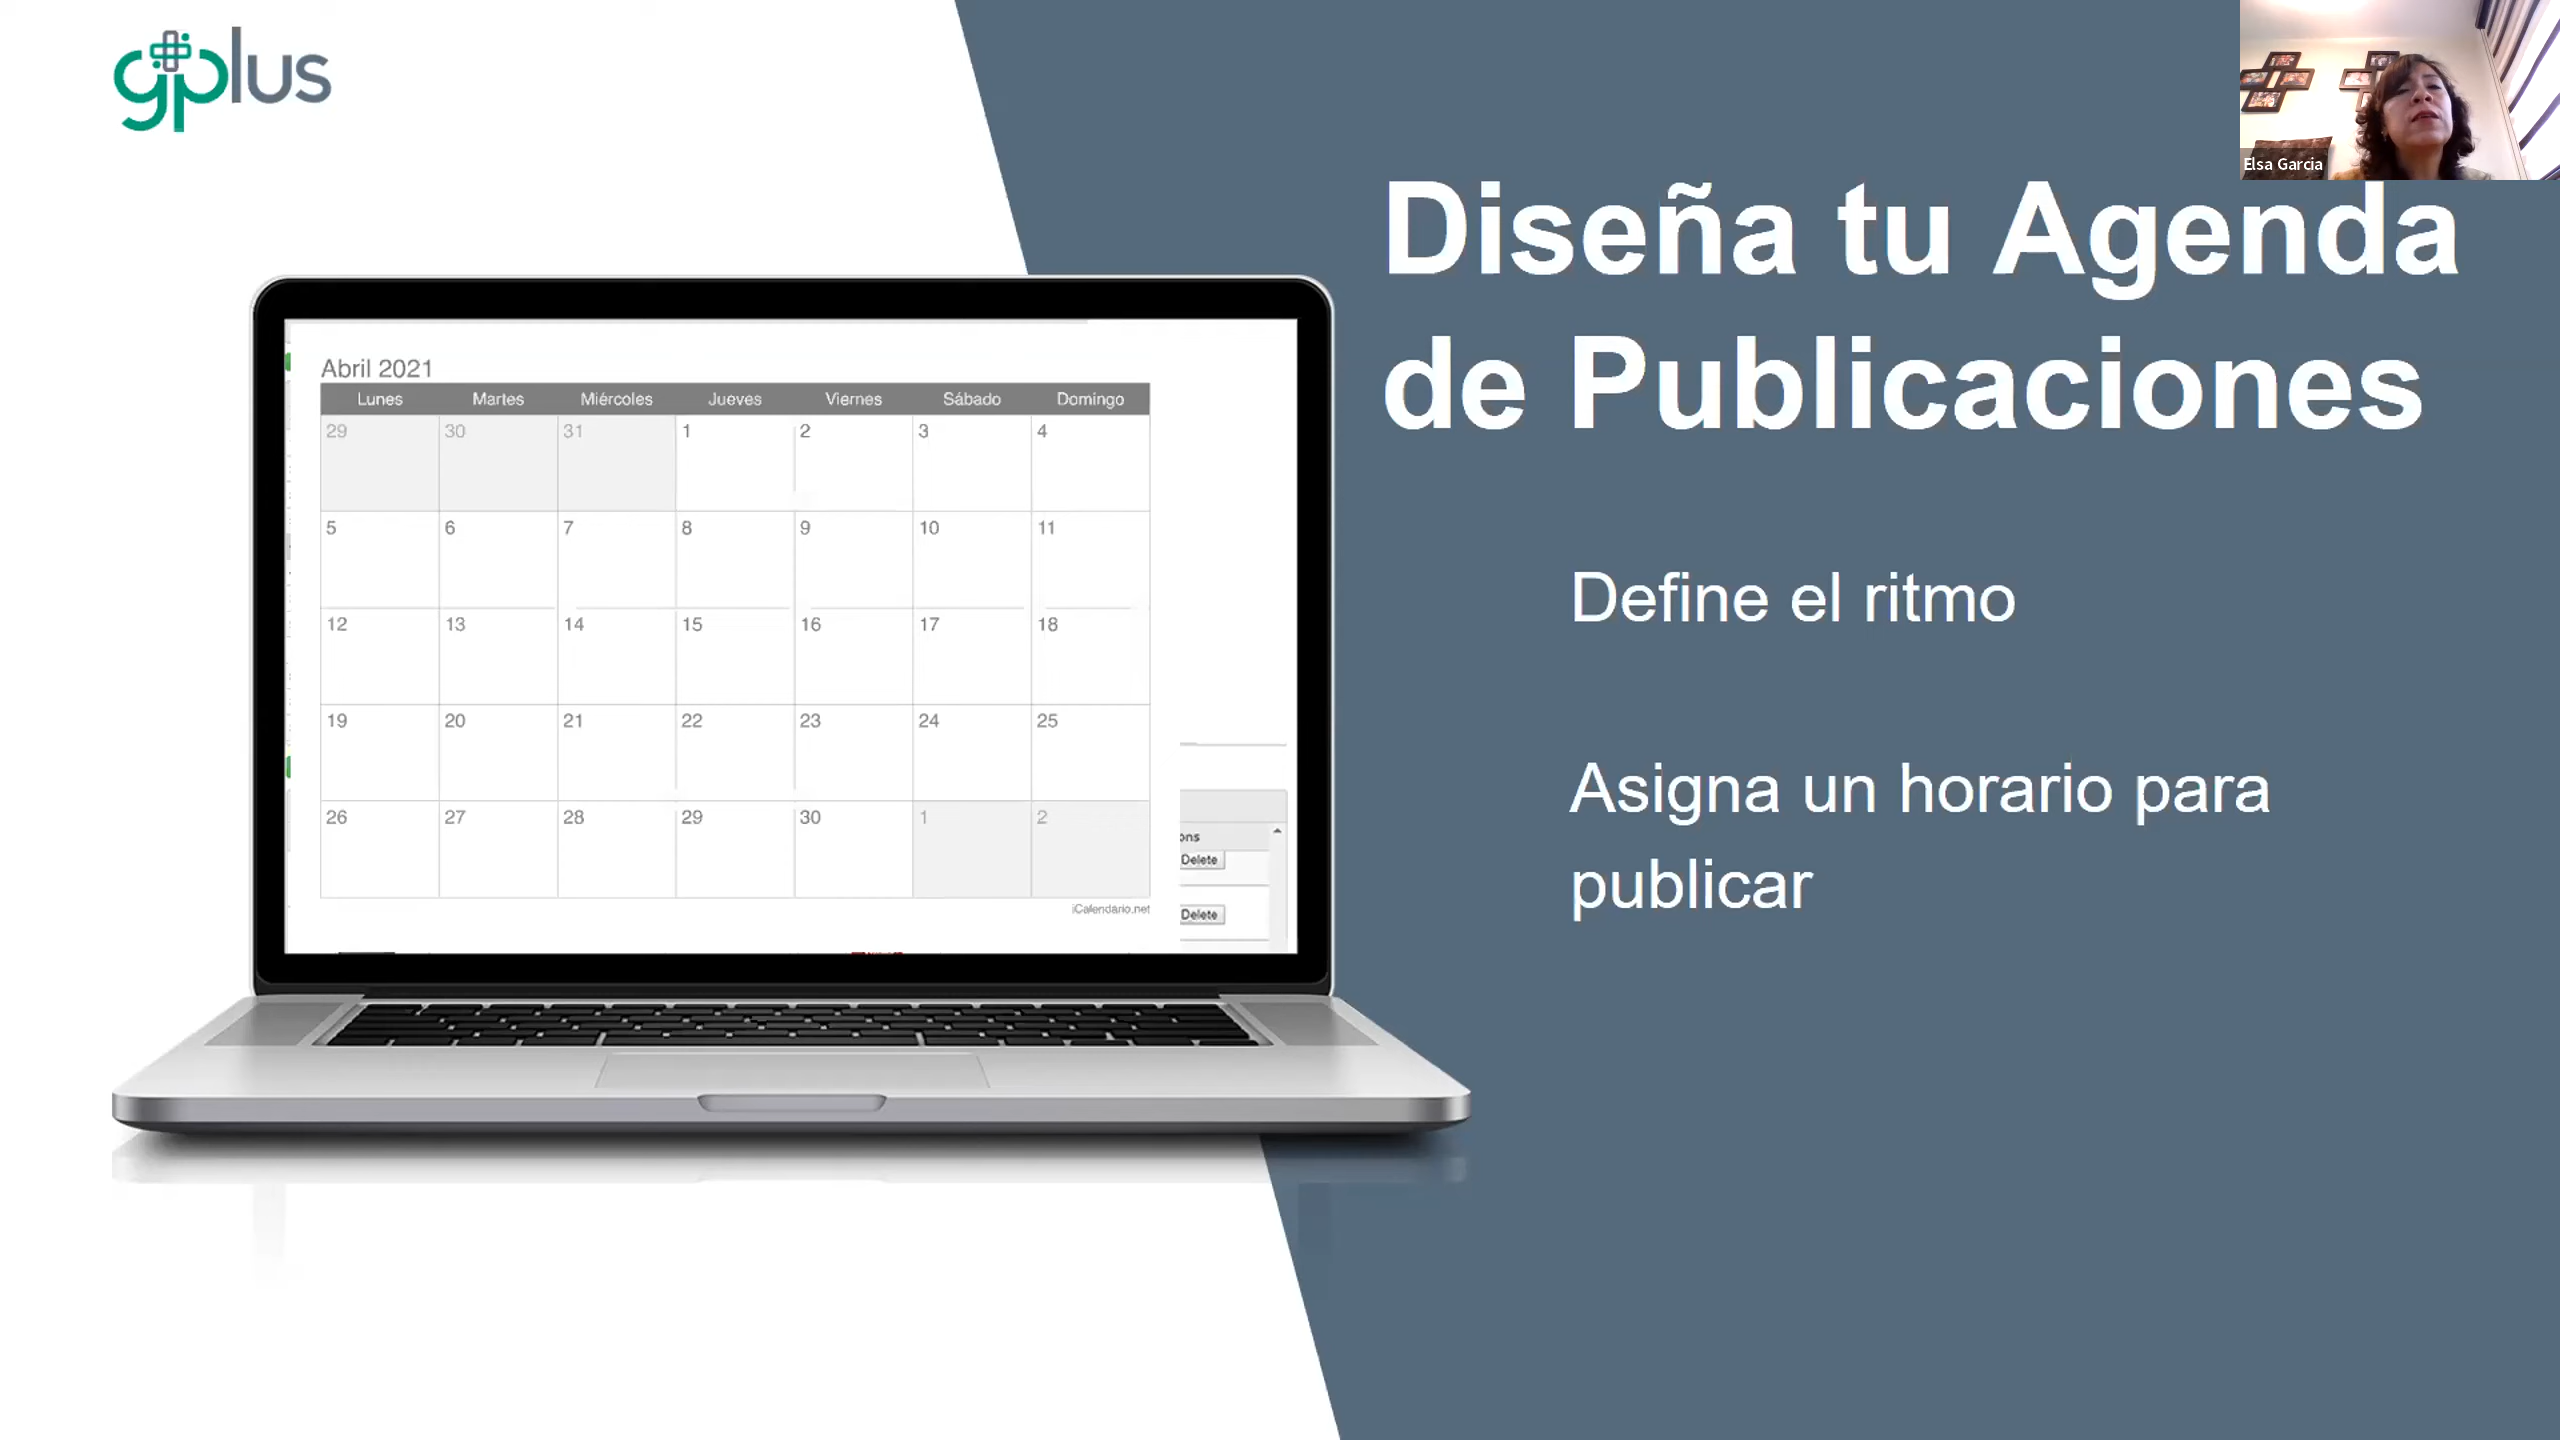 gplus
Elsa Garcia
Diseña tu Agenda
de Publicaciones
Abril 2021
Lunes Martes Miércoles Jueves Viernes Sábado Domingo
29 30 31 1 2 3 4
5 6 7 8 9 10 11
12 13 14 15 16 17 18
19 20 21 22 23 24 25
26 27 28 29 30 1 2
iCalendario.net
ons
Delete
Delete
Define el ritmo
Asigna un horario para
publicar